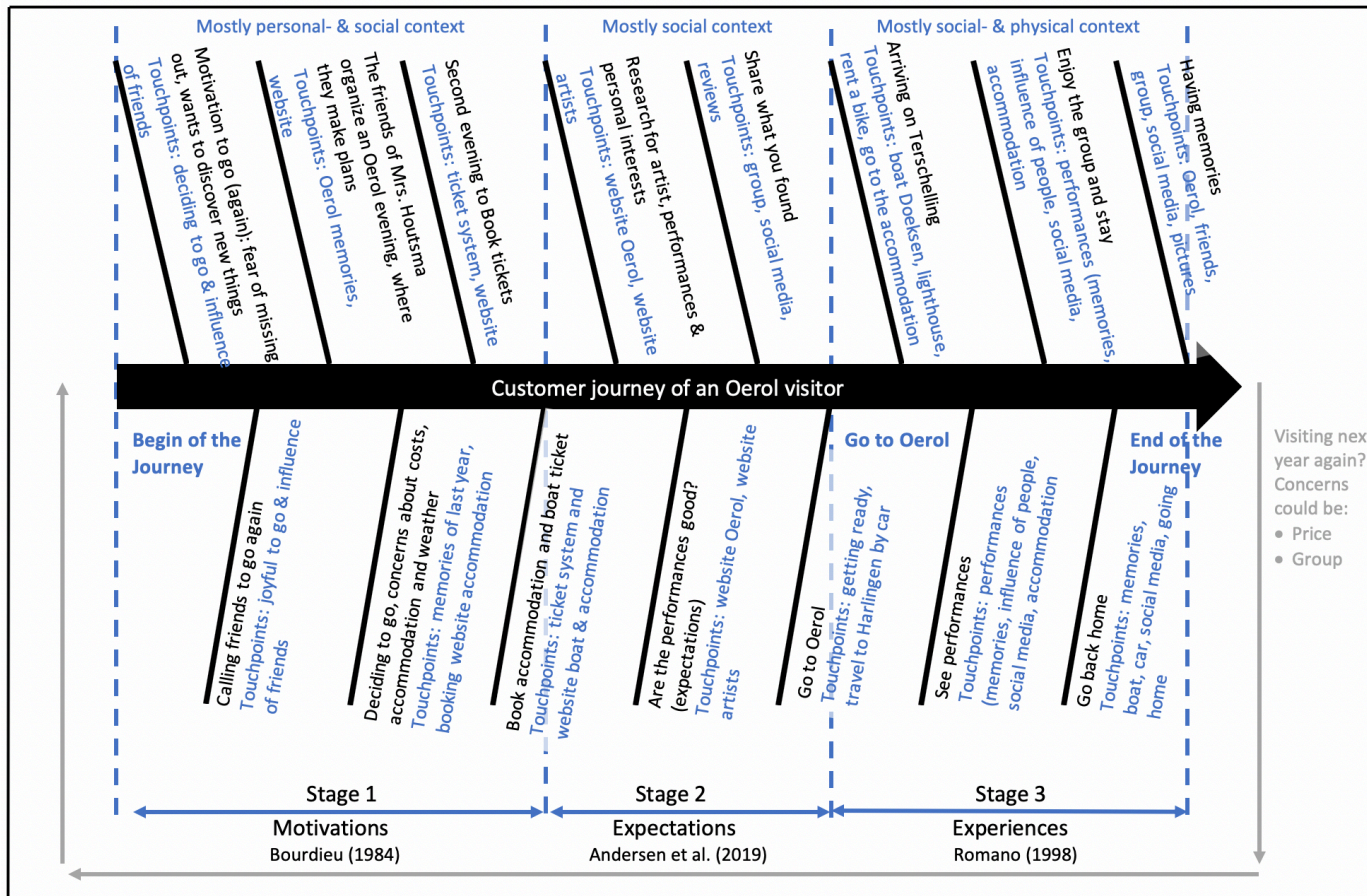 Mostly personal- & social context
Mostly social context
Mostly social- & physical context
Motivation to go (again): fear of missing
out, wants to discover new things
Touchpoints: deciding to go & influence
of friends
The friends of Mrs. Houtsma
organize an Oerol evening, where
they make plans
Touchpoints: Oerol memories,
website
Second evening to Book tickets
Touchpoints: ticket system, website
Research for artist, performances &
personal interests
Touchpoints: website Oerol, website
artists
Share what you found
Touchpoints: group, social media,
reviews
Arriving on Terschelling
Touchpoints: boat Doeksen, lighthouse,
rent a bike, go to the accommodation
Enjoy the group and stay
Touchpoints: performances (memories,
influence of people, social media,
accommodation
Having memories
Touchpoints: Oerol, friends,
group, social media, pictures
Customer journey of an Oerol visitor
Begin of the
Journey
Go to Oerol
End of the
Journey
Calling friends to go again
Touchpoints: joyful to go & influence
of friends
Deciding to go, concerns about costs,
accommodation and weather
Touchpoints: memories of last year,
booking website accommodation
Book accommodation and boat ticket
Touchpoints: ticket system and
website boat & accommodation
Are the performances good?
(expectations)
Touchpoints: website Oerol, website
artists
Go to Oerol
Touchpoints: getting ready,
travel to Harlingen by car
See performances
Touchpoints: performances
(memories, influence of people,
social media, accommodation
Go back home
Touchpoints: memories,
boat, car, social media, going
home
Visiting nex
year again?
Concerns
could be:
• Price
• Group
Stage 1
Motivations
Bourdieu (1984)
Stage 2
Expectations
Andersen et al. (2019)
Stage 3
Experiences
Romano (1998)